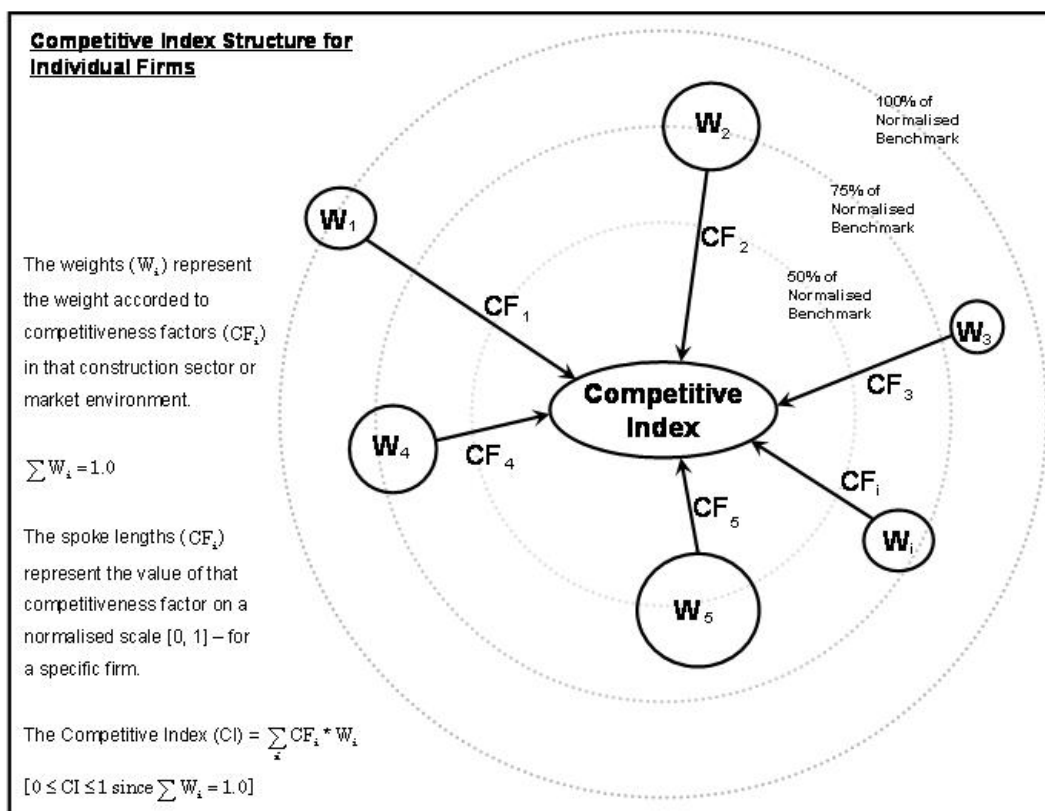 Competitive Index Structure for
Individual Firms
100% of
Normalised
Benchmark
W₂
75% of
Normalised
Benchmark
W₁
CF₂
50% of
Normalised
Benchmark
The weights (Wᵢ) represent
the weight accorded to
competitiveness factors (CFᵢ)
in that construction sector or
market environment.
CF₁
W₃
CF₃
Competitive
Index
W₄
CF₄
∑ Wᵢ = 1.0
CFᵢ
CF₅
Wᵢ
W₅
The spoke lengths (CFᵢ)
represent the value of that
competitiveness factor on a
normalised scale [0, 1] – for
a specific firm.
The Competitive Index (CI) = ∑ᵢ CFᵢ * Wᵢ
[0 ≤ CI ≤ 1 since ∑ Wᵢ = 1.0]